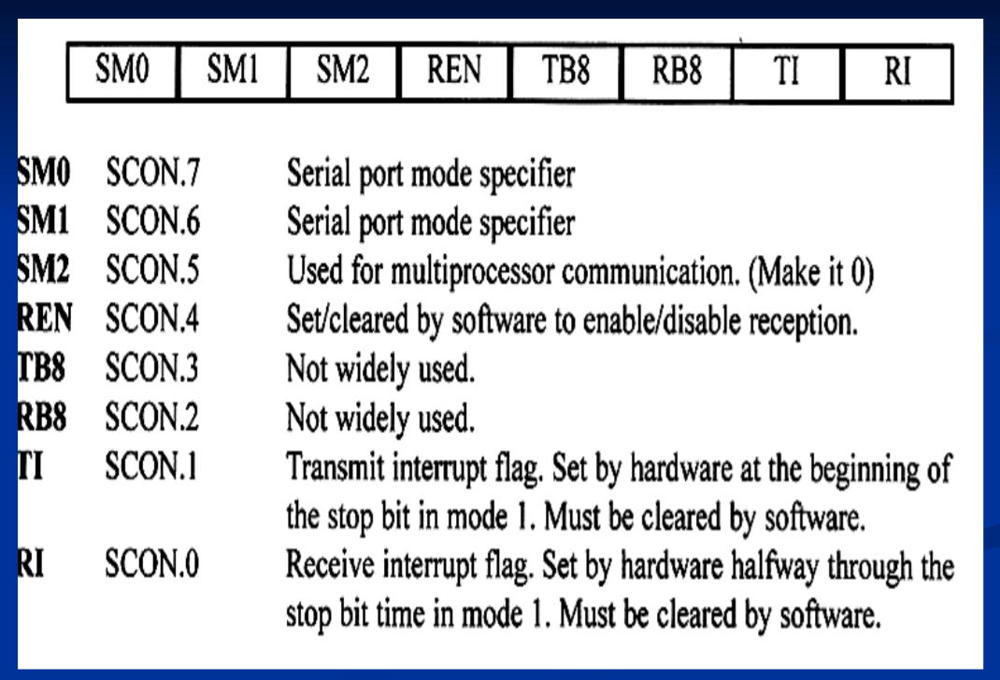 SM0 SM1 SM2 REN TB8 RB8 TI RI
SM0 SCON.7 Serial port mode specifier
SM1 SCON.6 Serial port mode specifier
SM2 SCON.5 Used for multiprocessor communication. (Make it 0)
REN SCON.4 Set/cleared by software to enable/disable reception.
TB8 SCON.3 Not widely used.
RB8 SCON.2 Not widely used.
TI SCON.1 Transmit interrupt flag. Set by hardware at the beginning of
the stop bit in mode 1. Must be cleared by software.
RI SCON.0 Receive interrupt flag. Set by hardware halfway through the
stop bit time in mode 1. Must be cleared by software.